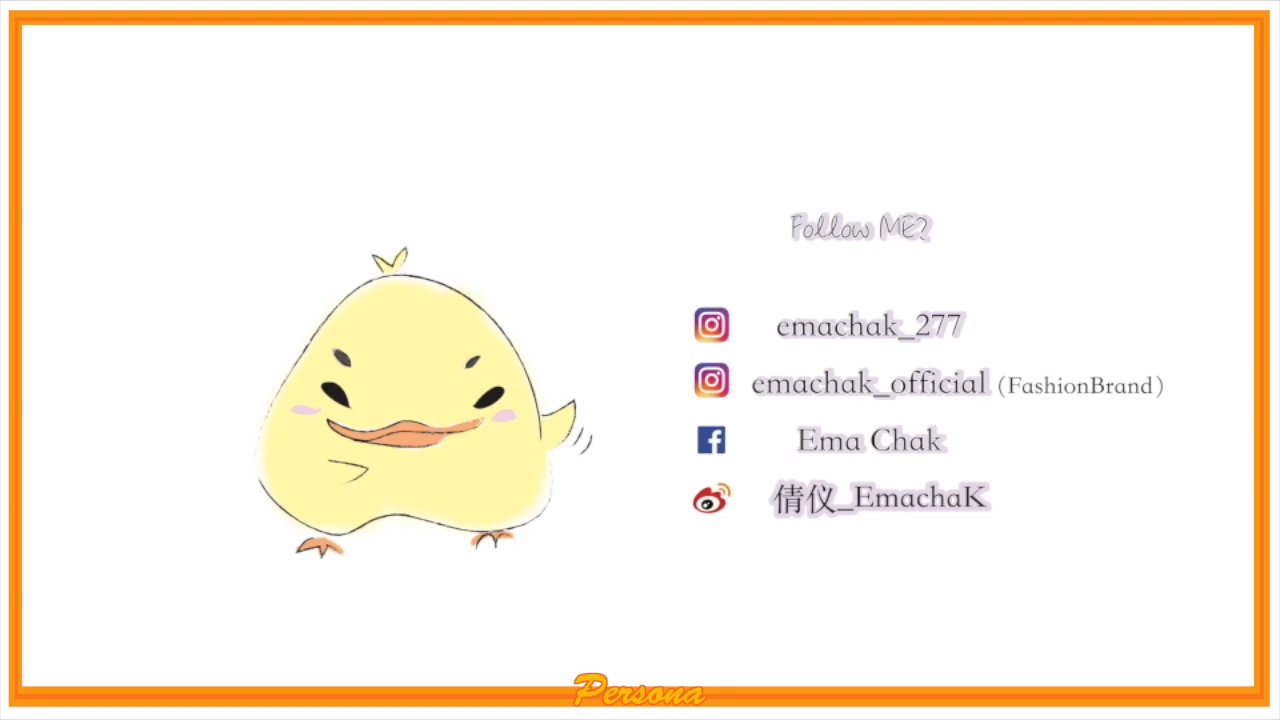 Follow ME?
emachak_277
emachak_official (FashionBrand)
Ema Chak
倩仪_EmachaK
Persona